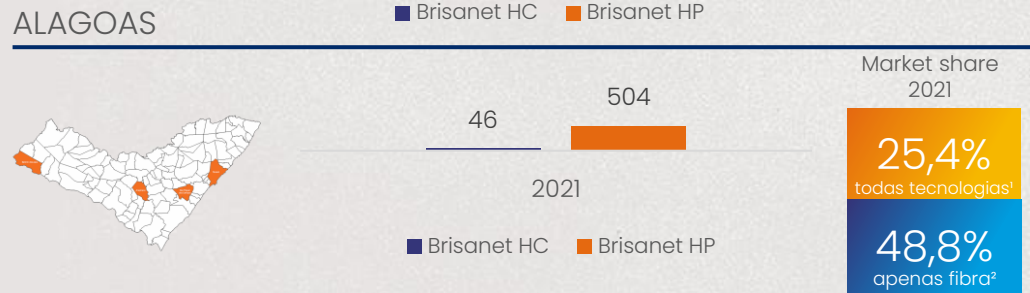 Brisanet HC Brisanet HP
ALAGOAS
Market share
2021
46
504
25,4%
todas tecnologias¹
2021
48,8%
apenas fibra²
Brisanet HC Brisanet HP